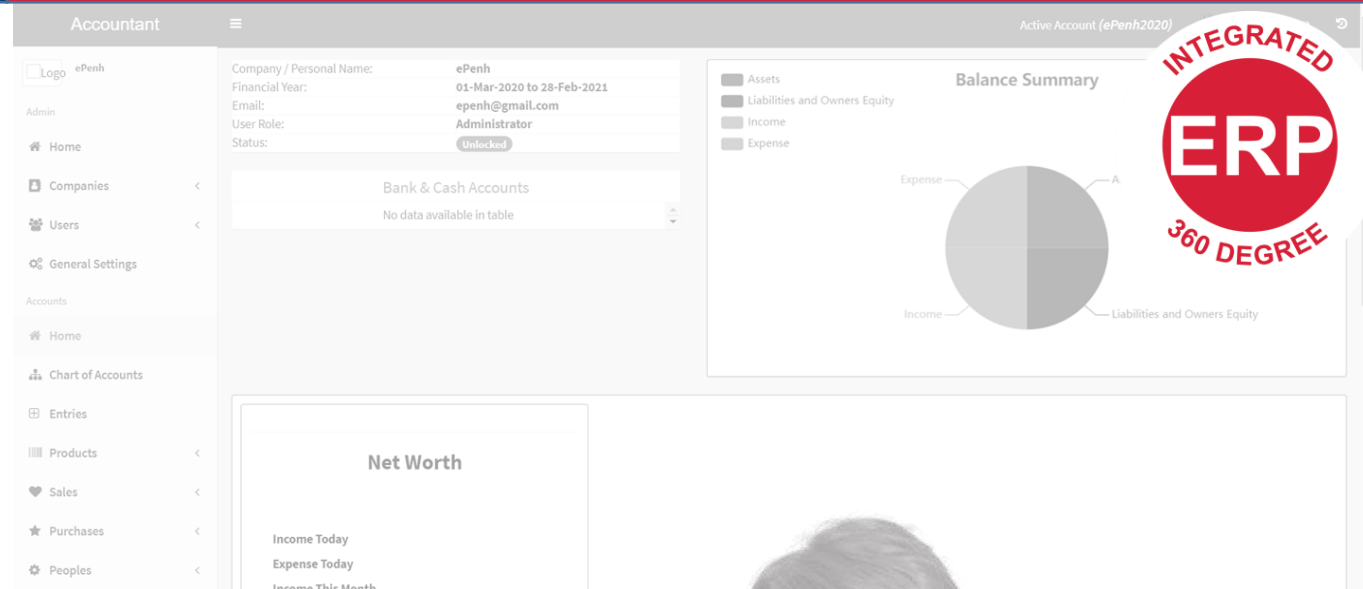 Accountant
Active Account (ePenh2020)
Logo ePenh
Admin
Home
Companies
Users
General Settings
Accounts
Home
Chart of Accounts
Entries
Products
Sales
Purchases
Peoples
Company / Personal Name: ePenh
Financial Year: 01-Mar-2020 to 28-Feb-2021
Email: epenh@gmail.com
User Role: Administrator
Status: Unlocked
Bank & Cash Accounts
No data available in table
Balance Summary
Assets
Liabilities and Owners Equity
Income
Expense
Expense
A
Income
Liabilities and Owners Equity
INTEGRATED
ERP
360 DEGREE
Net Worth
Income Today
Expense Today
Income This Month